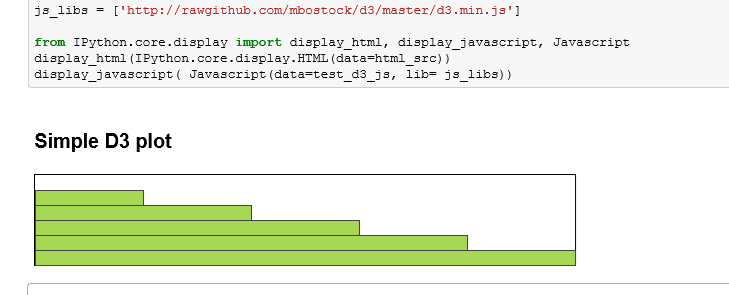 js_libs = ['http://rawgithub.com/mbostock/d3/master/d3.min.js']
from IPython.core.display import display_html, display_javascript, Javascript
display_html(IPython.core.display.HTML(data=html_src))
display_javascript( Javascript(data=test_d3_js, lib= js_libs))
Simple D3 plot